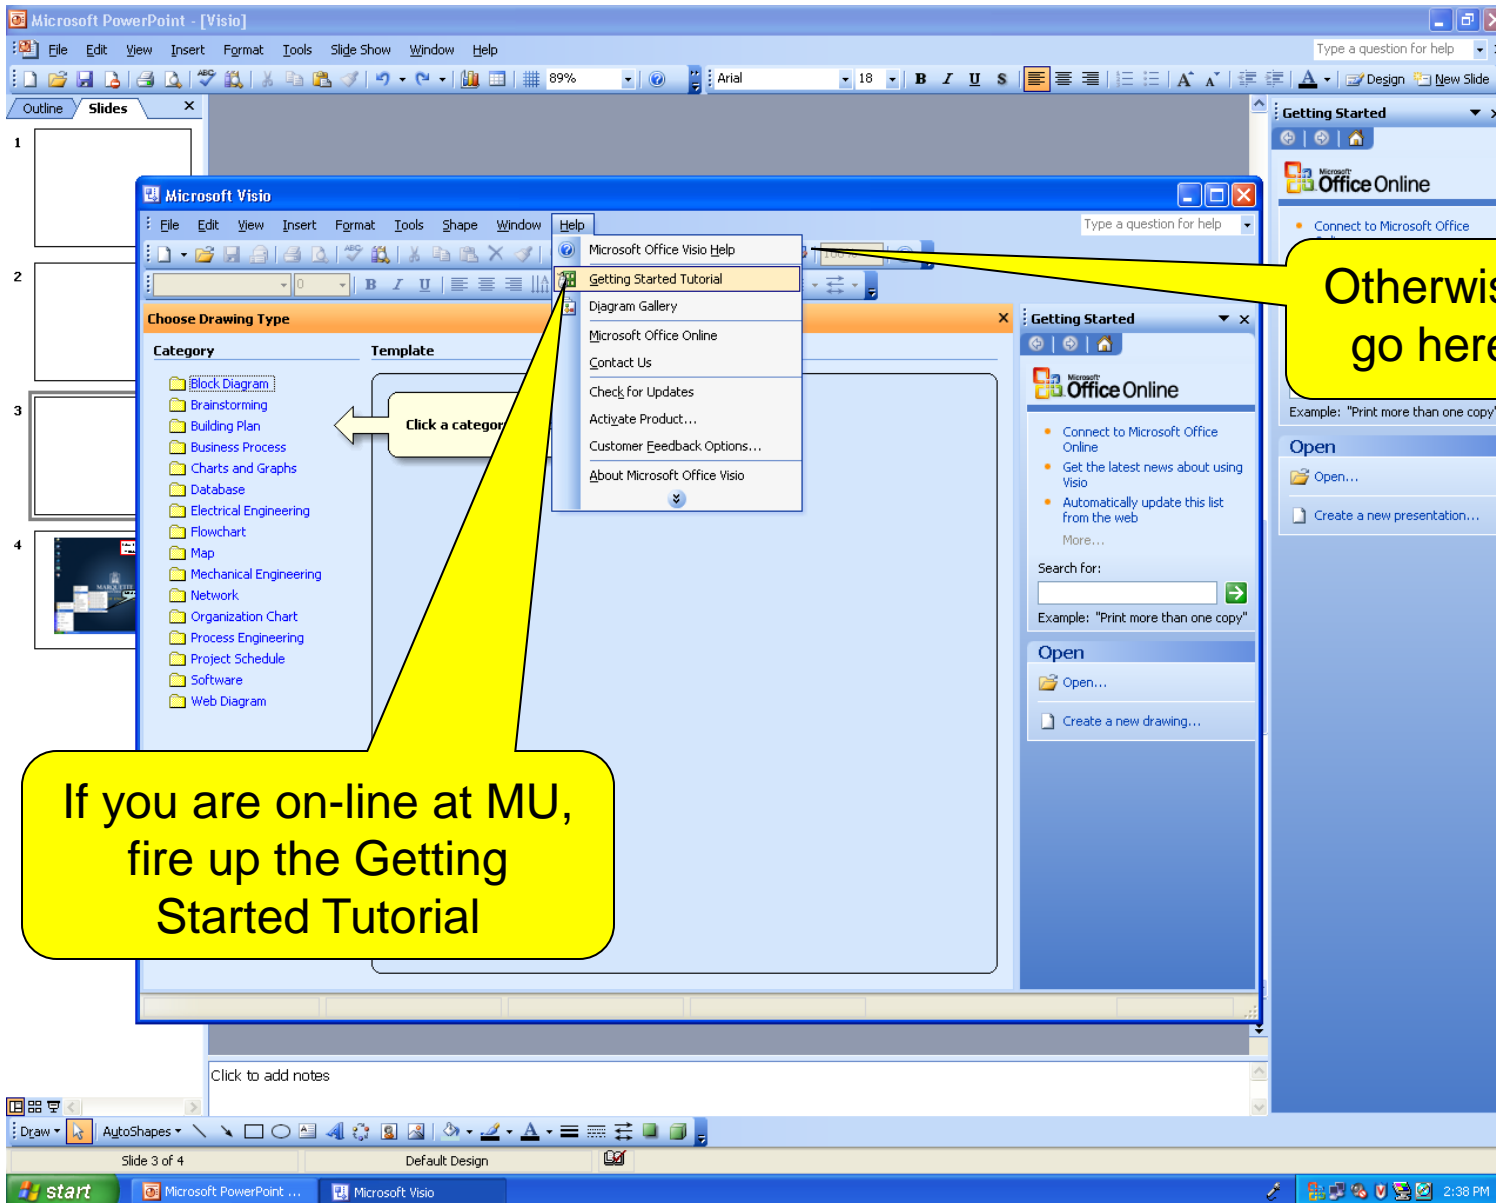 Microsoft PowerPoint - [Visio]
File Edit View Insert Format Tools Slide Show Window Help
Type a question for help
89% Arial 18 B I U S Design New Slide
Outline Slides
Getting Started
1
Microsoft
Office Online
Connect to Microsoft Office
2
3
4
Otherwis
go here
Example: "Print more than one copy"
Open
Open...
Create a new presentation...
Microsoft Visio
File Edit View Insert Format Tools Shape Window Help
Type a question for help
100%
0 B I U
Microsoft Office Visio Help
Getting Started Tutorial
Diagram Gallery
Microsoft Office Online
Contact Us
Check for Updates
Activate Product...
Customer Feedback Options...
About Microsoft Office Visio
Choose Drawing Type
Category
Template
Block Diagram
Brainstorming
Building Plan
Business Process
Charts and Graphs
Database
Electrical Engineering
Flowchart
Map
Mechanical Engineering
Network
Organization Chart
Process Engineering
Project Schedule
Software
Web Diagram
Click a categor
Getting Started
Microsoft
Office Online
Connect to Microsoft Office
Online
Get the latest news about using
Visio
Automatically update this list
from the web
More...
Search for:
Example: "Print more than one copy"
Open
Open...
Create a new drawing...
If you are on-line at MU,
fire up the Getting
Started Tutorial
Click to add notes
Draw AutoShapes
Slide 3 of 4 Default Design
start Microsoft PowerPoint ... Microsoft Visio 2:38 PM